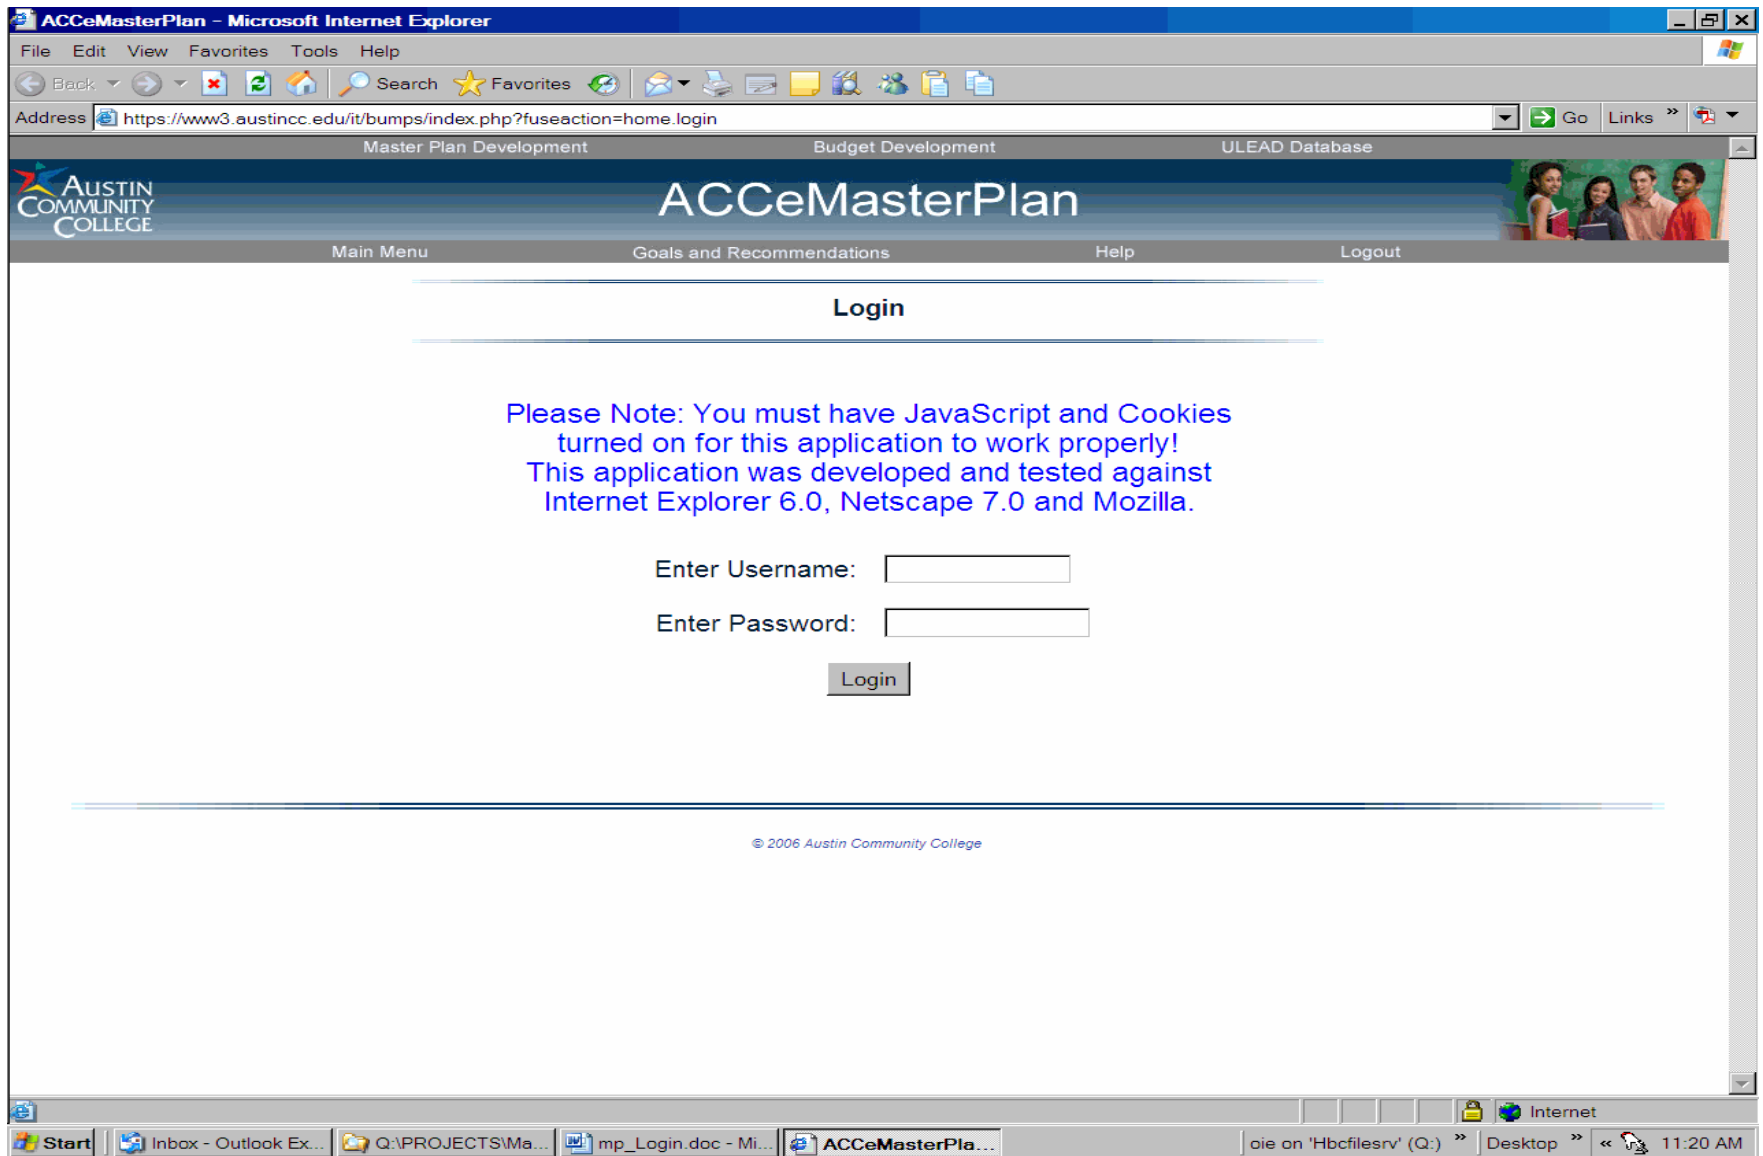 ACCeMasterPlan - Microsoft Internet Explorer
File Edit View Favorites Tools Help
Back Search Favorites
Address https://www3.austincc.edu/it/bumps/index.php?fuseaction=home.login Go Links »
Master Plan Development Budget Development ULEAD Database
AUSTIN
COMMUNITY
COLLEGE
ACCeMasterPlan
Main Menu Goals and Recommendations Help Logout
Login
Please Note: You must have JavaScript and Cookies
turned on for this application to work properly!
This application was developed and tested against
Internet Explorer 6.0, Netscape 7.0 and Mozilla.
Enter Username:
Enter Password:
Login
© 2006 Austin Community College
Internet
Start Inbox - Outlook Ex... Q:\PROJECTS\Ma... mp_Login.doc - Mi... ACCeMasterPla... oie on 'Hbcfilesrv' (Q:) » Desktop » « 11:20 AM